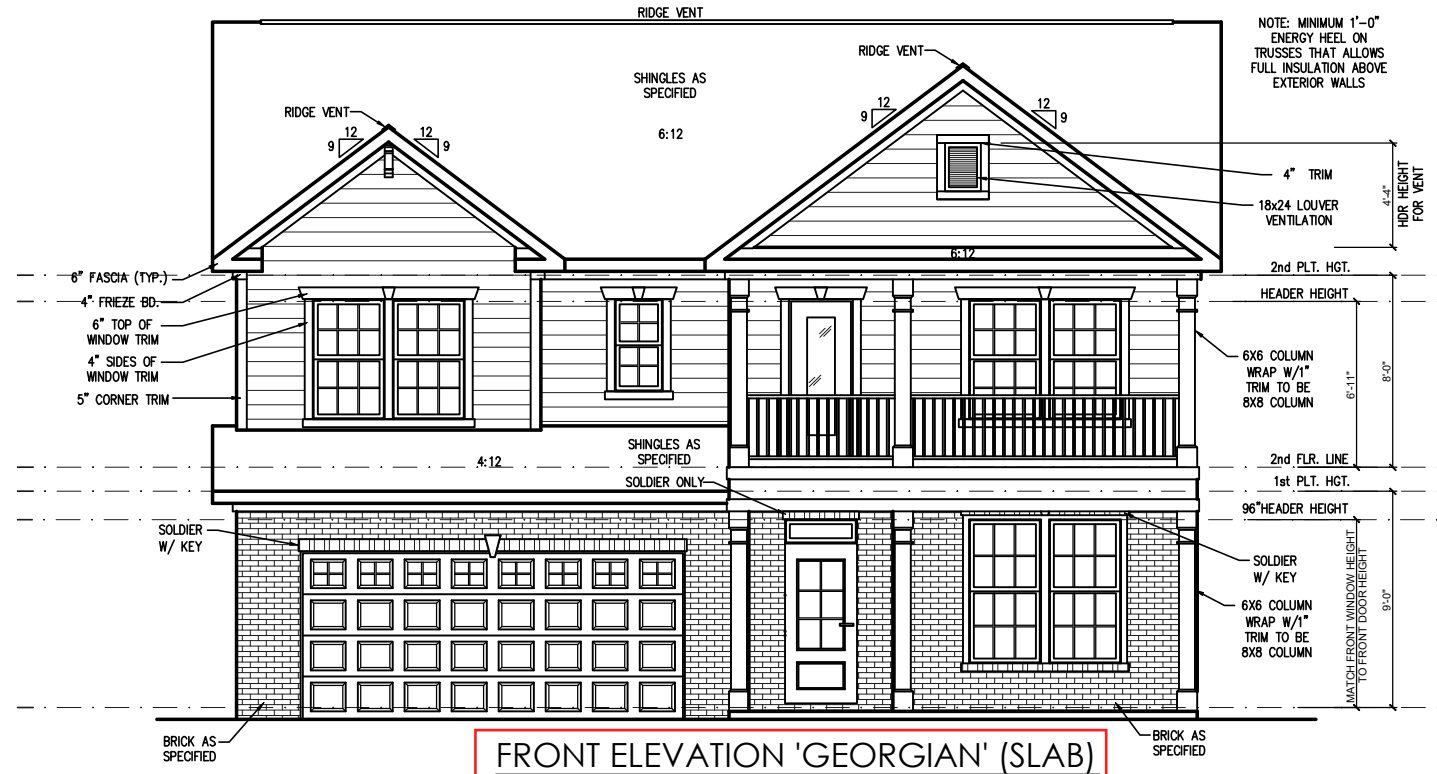 RIDGE VENT
NOTE: MINIMUM 1'-0"
ENERGY HEEL ON
TRUSSES THAT ALLOWS
FULL INSULATION ABOVE
EXTERIOR WALLS
RIDGE VENT
SHINGLES AS
SPECIFIED
6:12
RIDGE VENT
12
9
12
9
12
9
12
9
4" TRIM
18x24 LOUVER
VENTILATION
4'-4"
HDR HEIGHT
FOR VENT
6:12
6" FASCIA (TYP.)
4" FRIEZE BD.
6" TOP OF
WINDOW TRIM
4" SIDES OF
WINDOW TRIM
5" CORNER TRIM
2nd PLT. HGT.
HEADER HEIGHT
6X6 COLUMN
WRAP W/1"
TRIM TO BE
8X8 COLUMN
6'-11"
8'-0"
4:12
SHINGLES AS
SPECIFIED
SOLDIER ONLY
2nd FLR. LINE
1st PLT. HGT.
96"HEADER HEIGHT
SOLDIER
W/ KEY
SOLDIER
W/ KEY
6X6 COLUMN
WRAP W/1"
TRIM TO BE
8X8 COLUMN
MATCH FRONT WINDOW HEIGHT
TO FRONT DOOR HEIGHT
9'-0"
BRICK AS
SPECIFIED
BRICK AS
SPECIFIED
FRONT ELEVATION 'GEORGIAN' (SLAB)